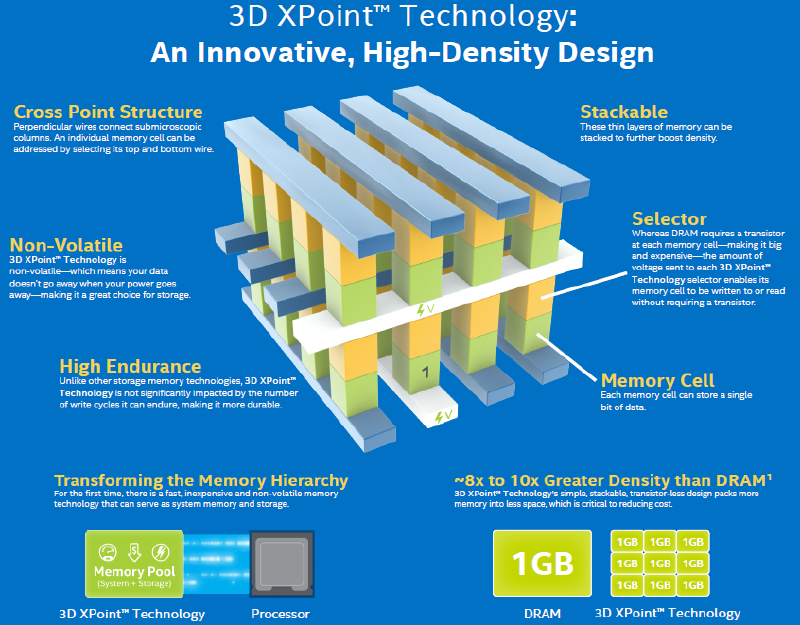 3D XPoint™ Technology:
An Innovative, High-Density Design
Cross Point Structure
Perpendicular wires connect submicroscopic
columns. An individual memory cell can be
addressed by selecting its top and bottom wire.
Stackable
These thin layers of memory can be
stacked to further boost density.
Non-Volatile
3D XPoint™ Technology is
non-volatile—which means your data
doesn't go away when your power goes
away—making it a great choice for storage.
Selector
Whereas DRAM requires a transistor
at each memory cell—making it big
and expensive—the amount of
voltage sent to each 3D XPoint™
Technology selector enables its
memory cell to be written to or read
without requiring a transistor.
V
High Endurance
Unlike other storage memory technologies, 3D XPoint™
Technology is not significantly impacted by the number
of write cycles it can endure, making it more durable.
1
V
Memory Cell
Each memory cell can store a single
bit of data.
Transforming the Memory Hierarchy
For the first time, there is a fast, inexpensive and non-volatile memory
technology that can serve as system memory and storage.
$
Memory Pool
(System + Storage)
3D XPoint™ Technology
Processor
~8x to 10x Greater Density than DRAM¹
3D XPoint™ Technology's simple, stackable, transistor-less design packs more
memory into less space, which is critical to reducing cost.
1GB
1GB 1GB 1GB
1GB 1GB 1GB
1GB 1GB 1GB
DRAM
3D XPoint™ Technology